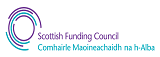 Scottish Funding Council
Comhairle Maoineachaidh na h-Alba